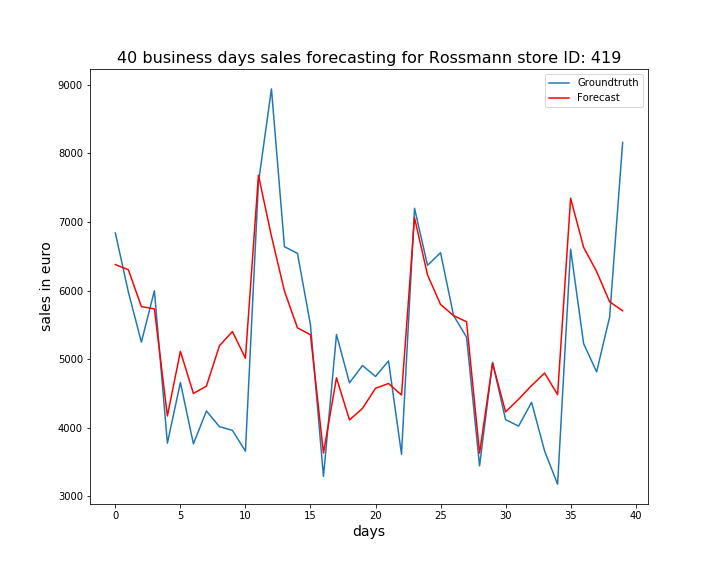 40 business days sales forecasting for Rossmann store ID: 419
Groundtruth
Forecast
9000
8000
7000
6000
5000
4000
3000
sales in euro
0 5 10 15 20 25 30 35 40
days